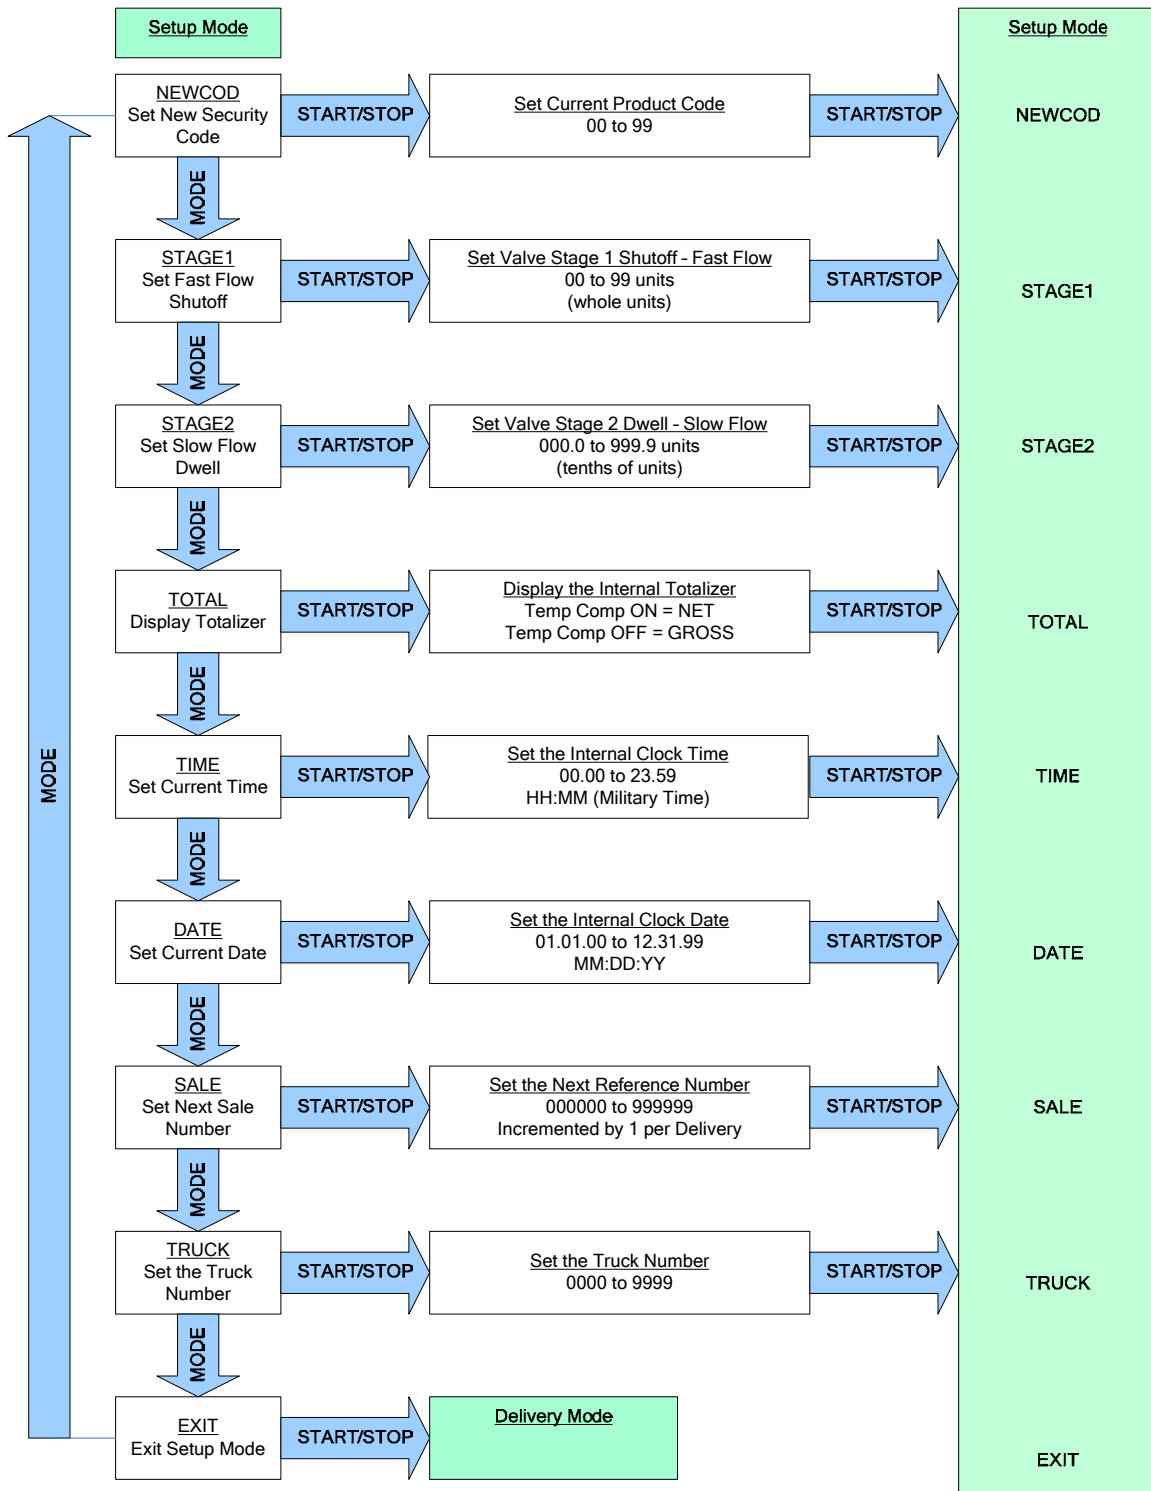 Setup Mode
Setup Mode
NEWCOD
Set New Security
Code
START/STOP
Set Current Product Code
00 to 99
START/STOP
NEWCOD
MODE
STAGE1
Set Fast Flow
Shutoff
START/STOP
Set Valve Stage 1 Shutoff - Fast Flow
00 to 99 units
(whole units)
START/STOP
STAGE1
MODE
STAGE2
Set Slow Flow
Dwell
START/STOP
Set Valve Stage 2 Dwell - Slow Flow
000.0 to 999.9 units
(tenths of units)
START/STOP
STAGE2
MODE
TOTAL
Display Totalizer
START/STOP
Display the Internal Totalizer
Temp Comp ON = NET
Temp Comp OFF = GROSS
START/STOP
TOTAL
MODE
MODE
TIME
Set Current Time
START/STOP
Set the Internal Clock Time
00.00 to 23.59
HH:MM (Military Time)
START/STOP
TIME
MODE
DATE
Set Current Date
START/STOP
Set the Internal Clock Date
01.01.00 to 12.31.99
MM:DD:YY
START/STOP
DATE
MODE
SALE
Set Next Sale
Number
START/STOP
Set the Next Reference Number
000000 to 999999
Incremented by 1 per Delivery
START/STOP
SALE
MODE
TRUCK
Set the Truck
Number
START/STOP
Set the Truck Number
0000 to 9999
START/STOP
TRUCK
MODE
EXIT
Exit Setup Mode
START/STOP
Delivery Mode
EXIT